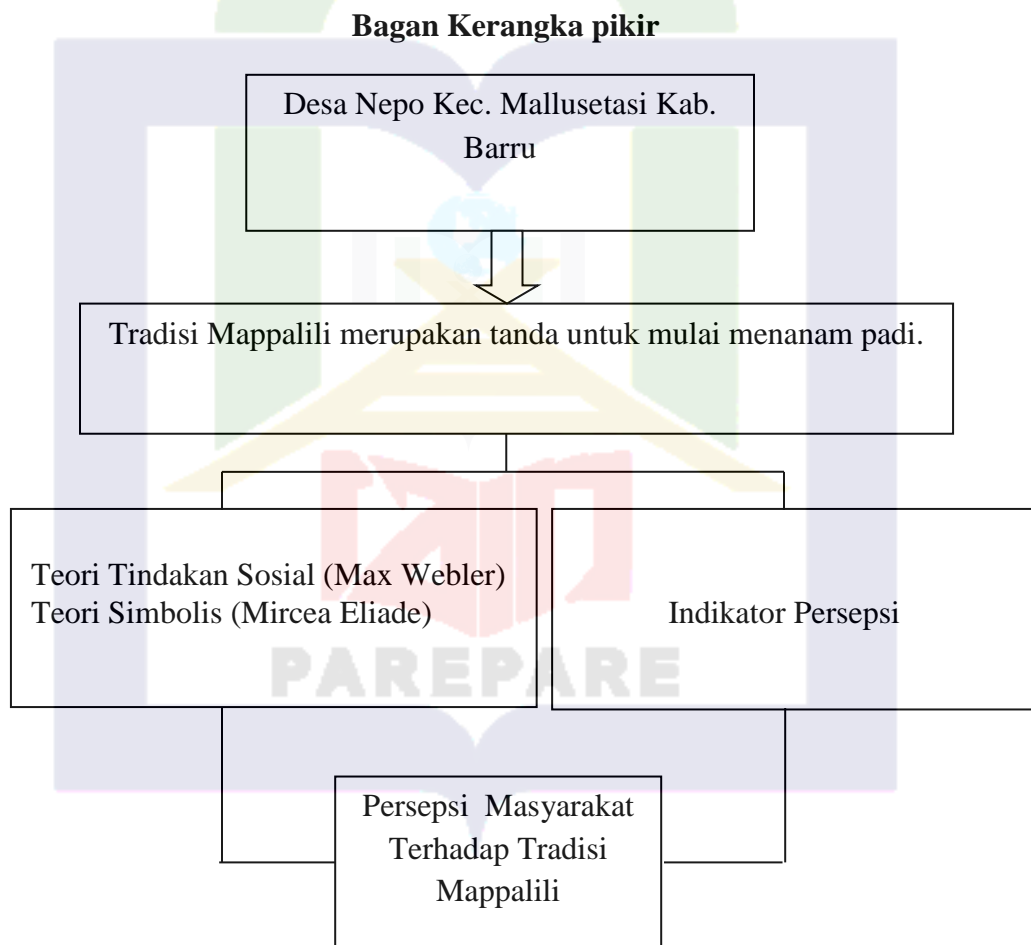 Bagan Kerangka pikir
Desa Nepo Kec. Mallusetasi Kab.
Barru
Tradisi Mappalili merupakan tanda untuk mulai menanam padi.
Teori Tindakan Sosial (Max Webler)
Teori Simbolis (Mircea Eliade)
Indikator Persepsi
PAREPARE
Persepsi Masyarakat
Terhadap Tradisi
Mappalili